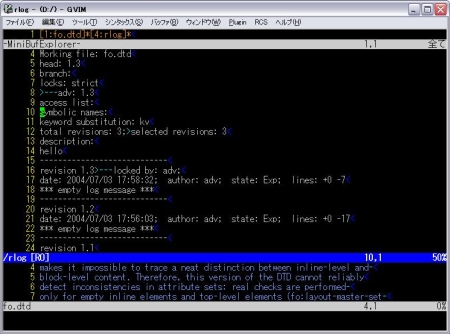 rlog - (D:/) - GVIM
ファイル(F) 編集(E) ツール(T) シンタックス(S) バッファ(B) ウィンドウ(W) Plugin RCS ヘルプ(H)
1 [1:fo.dtd]*[4:rlog]*
-MiniBufExplorer- 1,1 全て
4 Working file: fo.dtd
5 head: 1.3
6 branch:
7 locks: strict
8 >---adv: 1.3
9 access list:
10 symbolic names:
11 keyword substitution: kv
12 total revisions: 3;>selected revisions: 3
13 description:
14 hello
15 ----------------------------
16 revision 1.3>---locked by: adv;
17 date: 2004/07/03 17:58:32; author: adv; state: Exp; lines: +0 -7
18 *** empty log message ***
19 ----------------------------
20 revision 1.2
21 date: 2004/07/03 17:56:03; author: adv; state: Exp; lines: +0 -17
22 *** empty log message ***
23 ----------------------------
24 revision 1.1
/rlog [RO] 10,1 50%
4 makes it impossible to trace a neat distinction between inline-level and-
5 block-level content. Therefore, this version of the DTD cannot reliably
6 detect inconsistencies in attribute sets: real checks are performed-
7 only for empty inline elements and top-level elements (fo:layout-master-set-
fo.dtd 4,1 0%